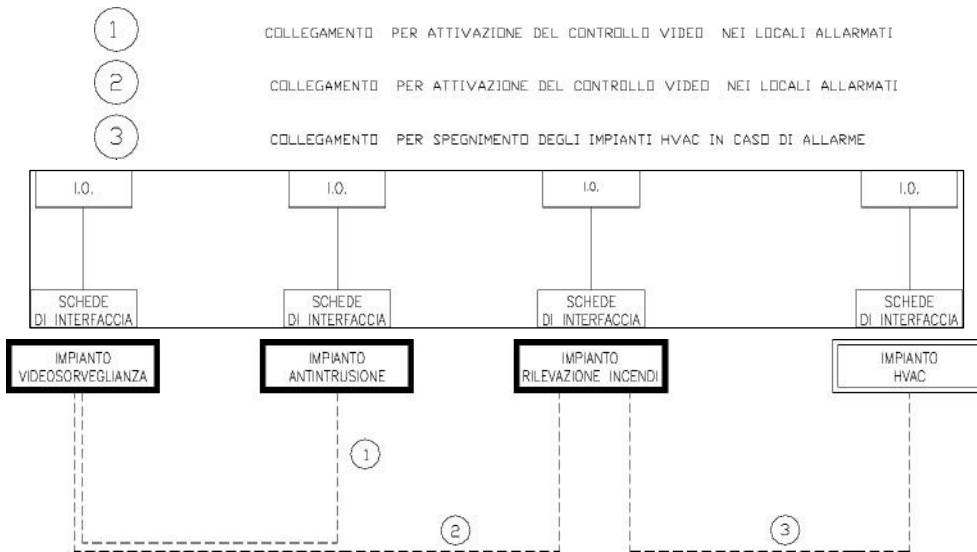 1 COLLEGAMENTO PER ATTIVAZIONE DEL CONTROLLO VIDEO NEI LOCALI ALLARMATI
2 COLLEGAMENTO PER ATTIVAZIONE DEL CONTROLLO VIDEO NEI LOCALI ALLARMATI
3 COLLEGAMENTO PER SPEGNIMENTO DEGLI IMPIANTI HVAC IN CASO DI ALLARME
I.O. I.O. I.O. I.O.
SCHEDE SCHEDE SCHEDE SCHEDE
DI INTERFACCIA DI INTERFACCIA DI INTERFACCIA DI INTERFACCIA
IMPIANTO IMPIANTO IMPIANTO IMPIANTO
VIDEOSORVEGLIANZA ANTINTRUSIONE RILEVAZIONE INCENDI HVAC
1
2 3